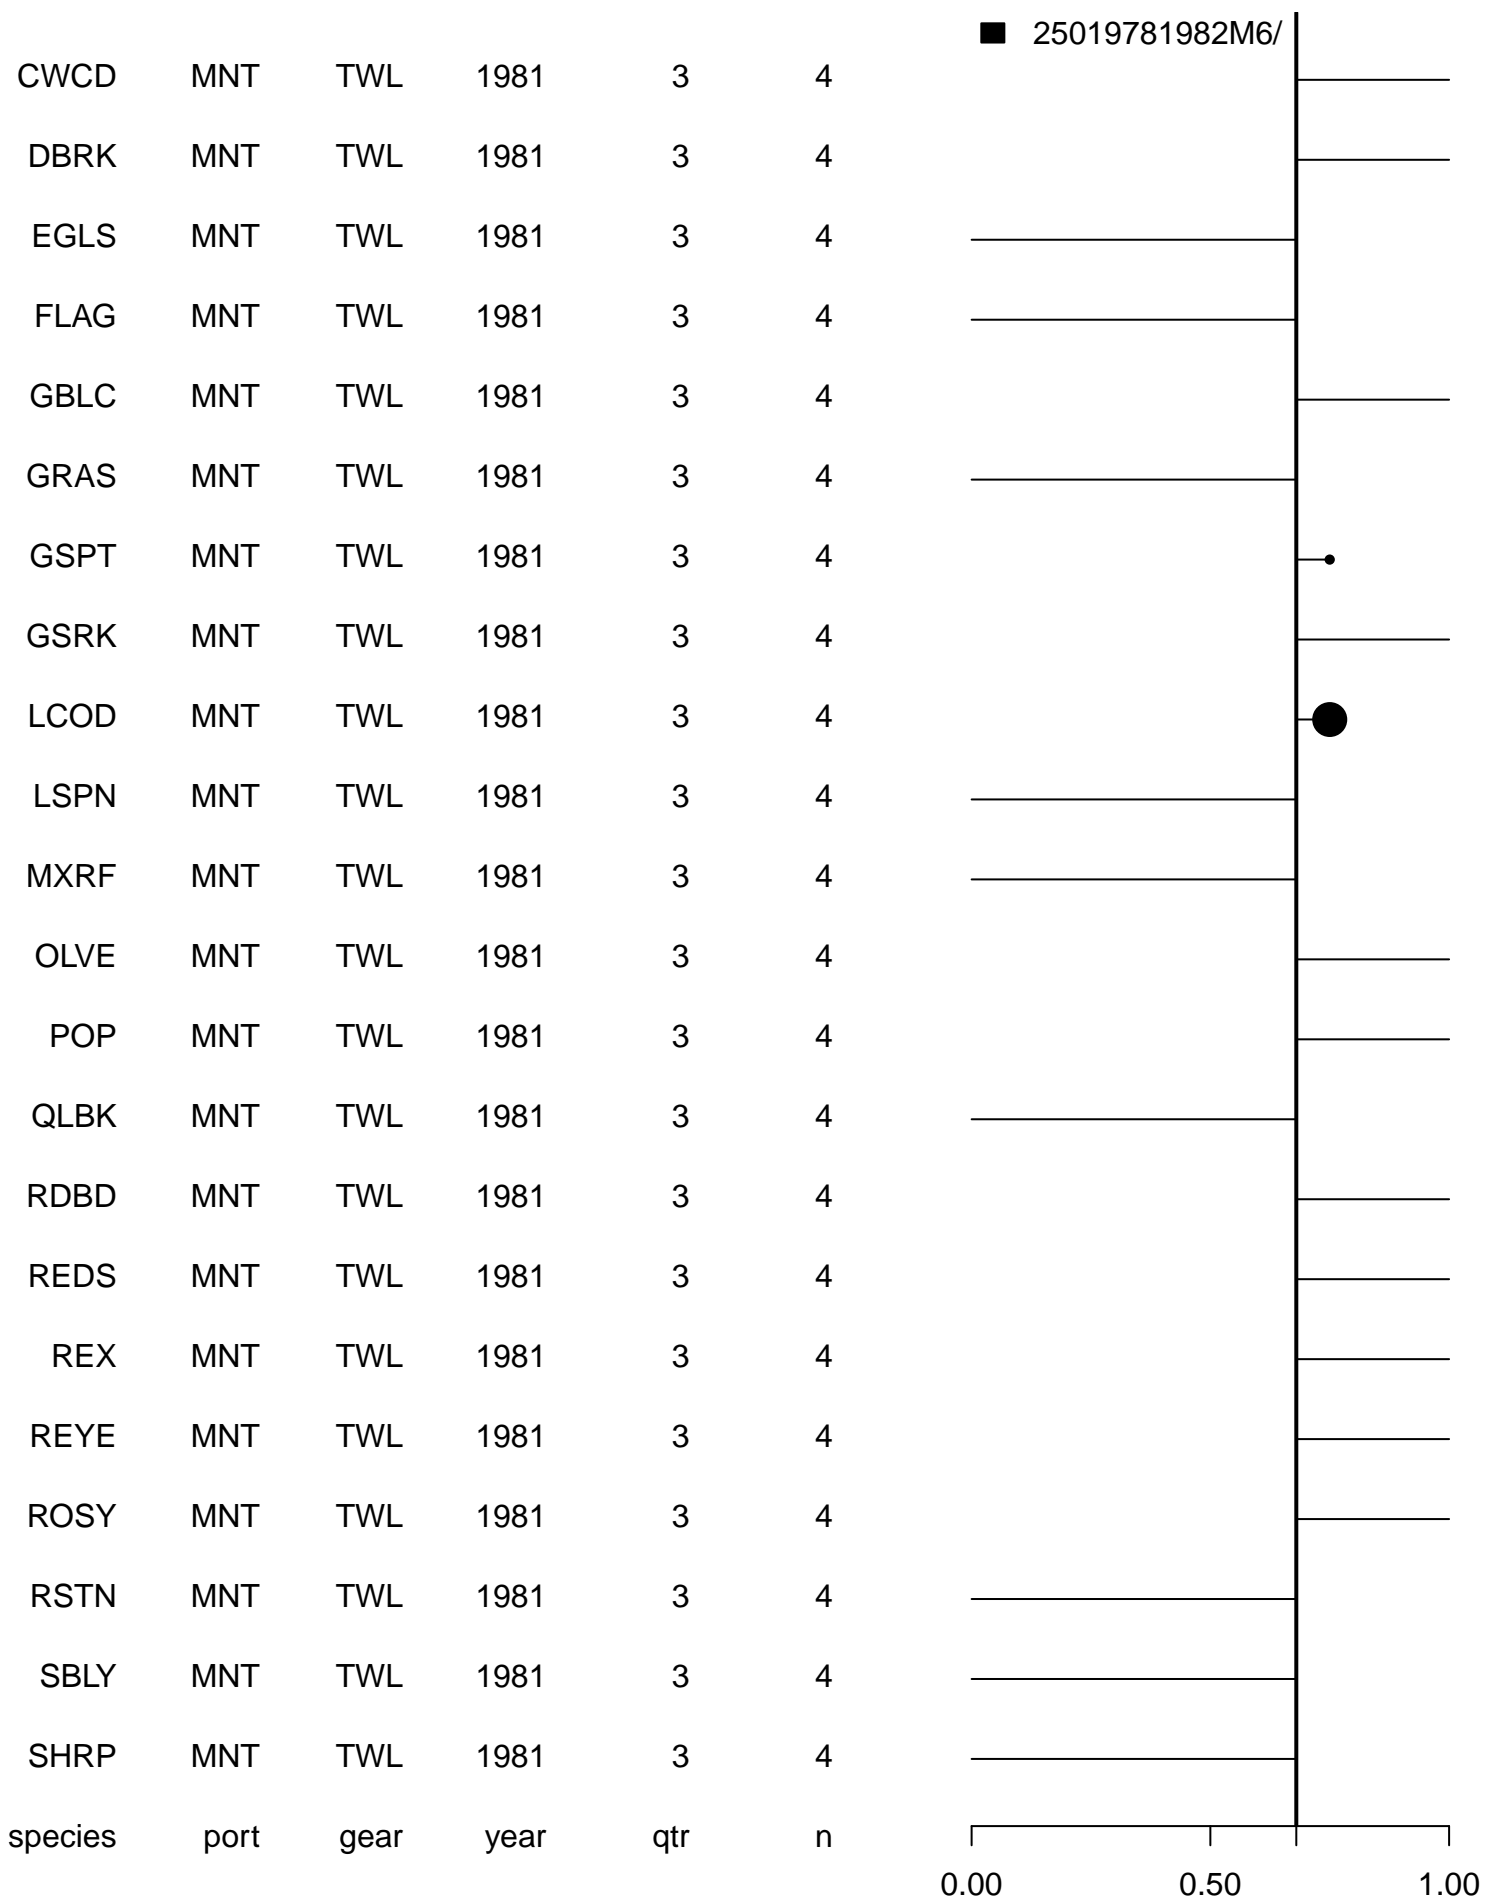 25019781982M6/
CWCD MNT TWL 1981 3 4
DBRK MNT TWL 1981 3 4
EGLS MNT TWL 1981 3 4
FLAG MNT TWL 1981 3 4
GBLC MNT TWL 1981 3 4
GRAS MNT TWL 1981 3 4
GSPT MNT TWL 1981 3 4
GSRK MNT TWL 1981 3 4
LCOD MNT TWL 1981 3 4
LSPN MNT TWL 1981 3 4
MXRF MNT TWL 1981 3 4
OLVE MNT TWL 1981 3 4
POP MNT TWL 1981 3 4
QLBK MNT TWL 1981 3 4
RDBD MNT TWL 1981 3 4
REDS MNT TWL 1981 3 4
REX MNT TWL 1981 3 4
REYE MNT TWL 1981 3 4
ROSY MNT TWL 1981 3 4
RSTN MNT TWL 1981 3 4
SBLY MNT TWL 1981 3 4
SHRP MNT TWL 1981 3 4
species port gear year qtr n
0.00 0.50 1.00